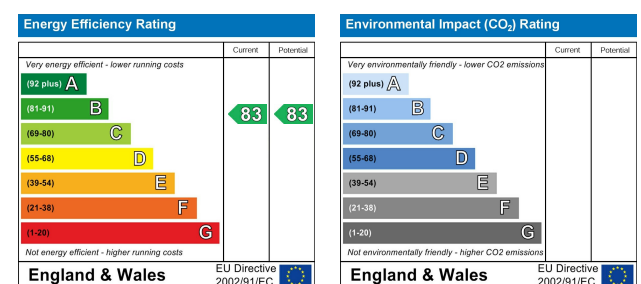 Energy Efficiency Rating
Current Potential
Very energy efficient - lower running costs
(92 plus) A
(81-91) B
83 83
(69-80) C
(55-68) D
(39-54) E
(21-38) F
(1-20) G
Not energy efficient - higher running costs
England & Wales
EU Directive
2002/91/EC
Environmental Impact (CO₂) Rating
Current Potential
Very environmentally friendly - lower CO2 emissions
(92 plus) A
(81-91) B
(69-80) C
(55-68) D
(39-54) E
(21-38) F
(1-20) G
Not environmentally friendly - higher CO2 emissions
England & Wales
EU Directive
2002/91/EC